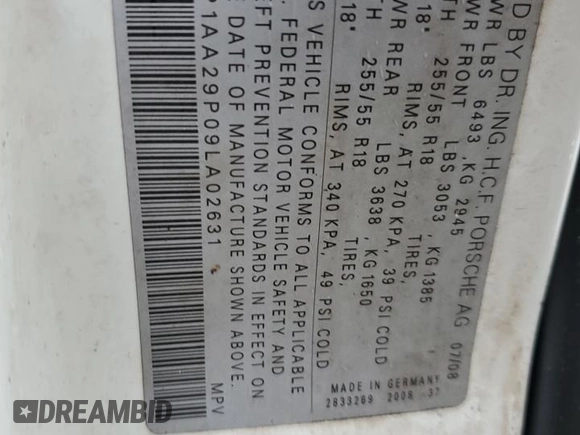 D BY DR. ING. H.C.F. PORSCHE AG 07/08
WR LBS 6493 ,KG 2945
WR FRONT LBS 3053 ,KG 1385
TH 255/55 R18 TIRES,
18" RIMS, AT 270 KPA, 39 PSI COLD
WR REAR LBS 3638 ,KG 1650
TH 255/55 R18 TIRES,
R18" RIMS, AT 340 KPA, 49 PSI COLD
S VEHICLE CONFORMS TO ALL APPLICABLE
FEDERAL MOTOR VEHICLE SAFETY AND
EFT PREVENTION STANDARDS IN EFFECT ON
DATE OF MANUFACTURE SHOWN ABOVE.
P1AA29P09LA02631
MPV
MADE IN GERMANY
2833269 2008 - 37
DREAMBID